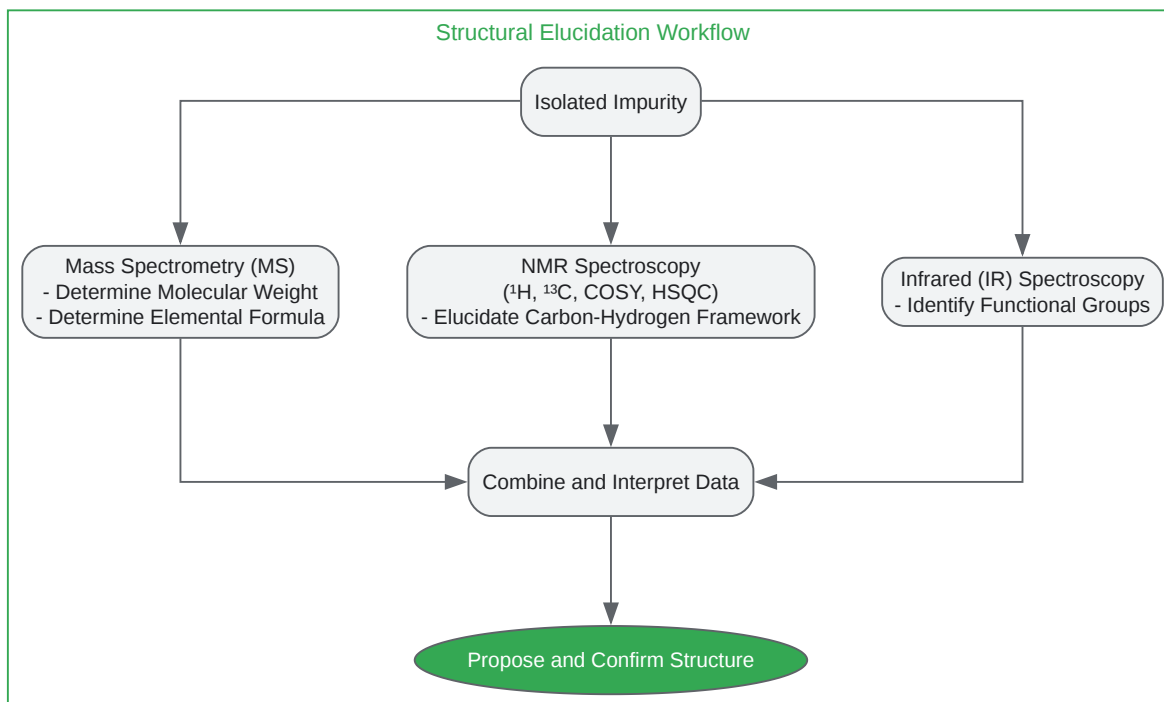 Structural Elucidation Workflow
Isolated Impurity
Mass Spectrometry (MS)
- Determine Molecular Weight
- Determine Elemental Formula
NMR Spectroscopy
(¹H, ¹³C, COSY, HSQC)
- Elucidate Carbon-Hydrogen Framework
Infrared (IR) Spectroscopy
- Identify Functional Groups
Combine and Interpret Data
Propose and Confirm Structure